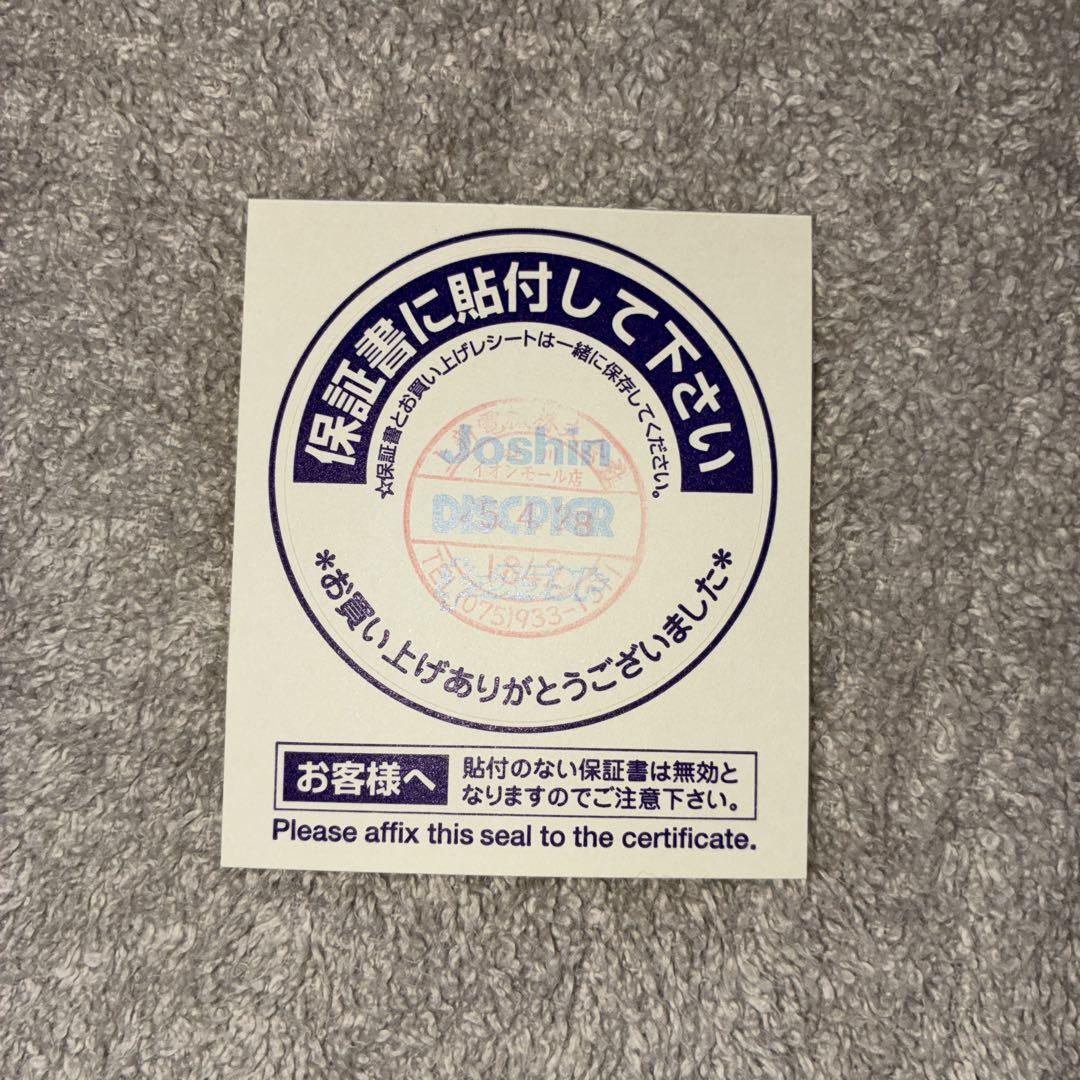 保証書に貼付して下さい
☆保証書とお買い上げレシートは一緒に保存してください。
Joshin
イオンモール店
DISCPIER
TEL(075)933-
*お買い上げありがとうございました*
お客様へ
貼付のない保証書は無効と
なりますのでご注意下さい。
Please affix this seal to the certificate.